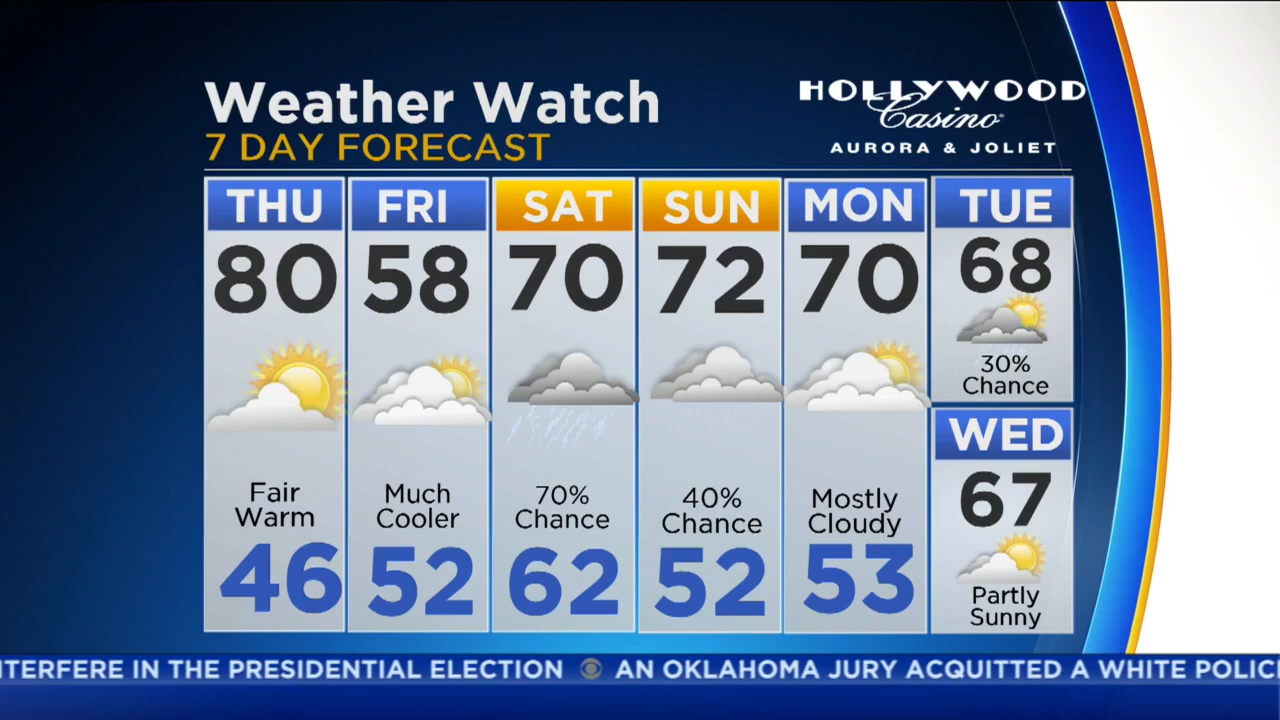 Weather Watch
7 DAY FORECAST
HOLLYWOOD
Casino
AURORA & JOLIET
THU
80
Fair
Warm
46
FRI
58
Much
Cooler
52
SAT
70
70%
Chance
62
SUN
72
40%
Chance
52
MON
70
Mostly
Cloudy
53
TUE
68
30%
Chance
WED
67
Partly
Sunny
NTERFERE IN THE PRESIDENTIAL ELECTION AN OKLAHOMA JURY ACQUITTED A WHITE POLIC